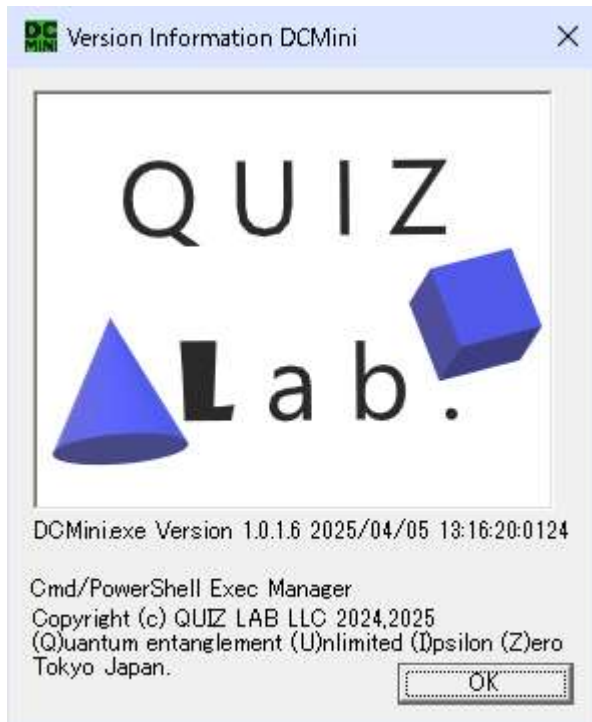 DC
MINI
Version Information DCMini
QUIZ
Lab.
DCMini.exe Version 1.0.1.6 2025/04/05 13:16:20:0124
Cmd/PowerShell Exec Manager
Copyright (c) QUIZ LAB LLC 2024,2025
(Q)uantum entanglement (U)nlimited (I)psilon (Z)ero
Tokyo Japan.
OK